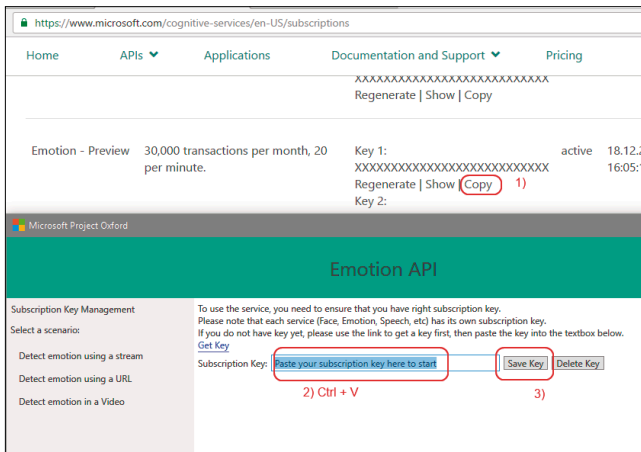 https://www.microsoft.com/cognitive-services/en-US/subscriptions
Home APIs Applications Documentation and Support Pricing
XXXXXXXXXXXXXXXXXXXXXXXXXXX
Regenerate | Show | Copy
Emotion - Preview 30,000 transactions per month, 20 Key 1: active 18.12.2
per minute. XXXXXXXXXXXXXXXXXXXXXXXXXXX 16:05:
Regenerate | Show | Copy 1)
Key 2:
Microsoft Project Oxford
Emotion API
Subscription Key Management
Select a scenario:
Detect emotion using a stream
Detect emotion using a URL
Detect emotion in a Video
To use the service, you need to ensure that you have right subscription key.
Please note that each service (Face, Emotion, Speech, etc) has its own subscription key.
If you do not have key yet, please use the link to get a key first, then paste the key into the textbox below.
Get Key
Subscription Key: Paste your subscription key here to start Save Key Delete Key
2) Ctrl + V 3)